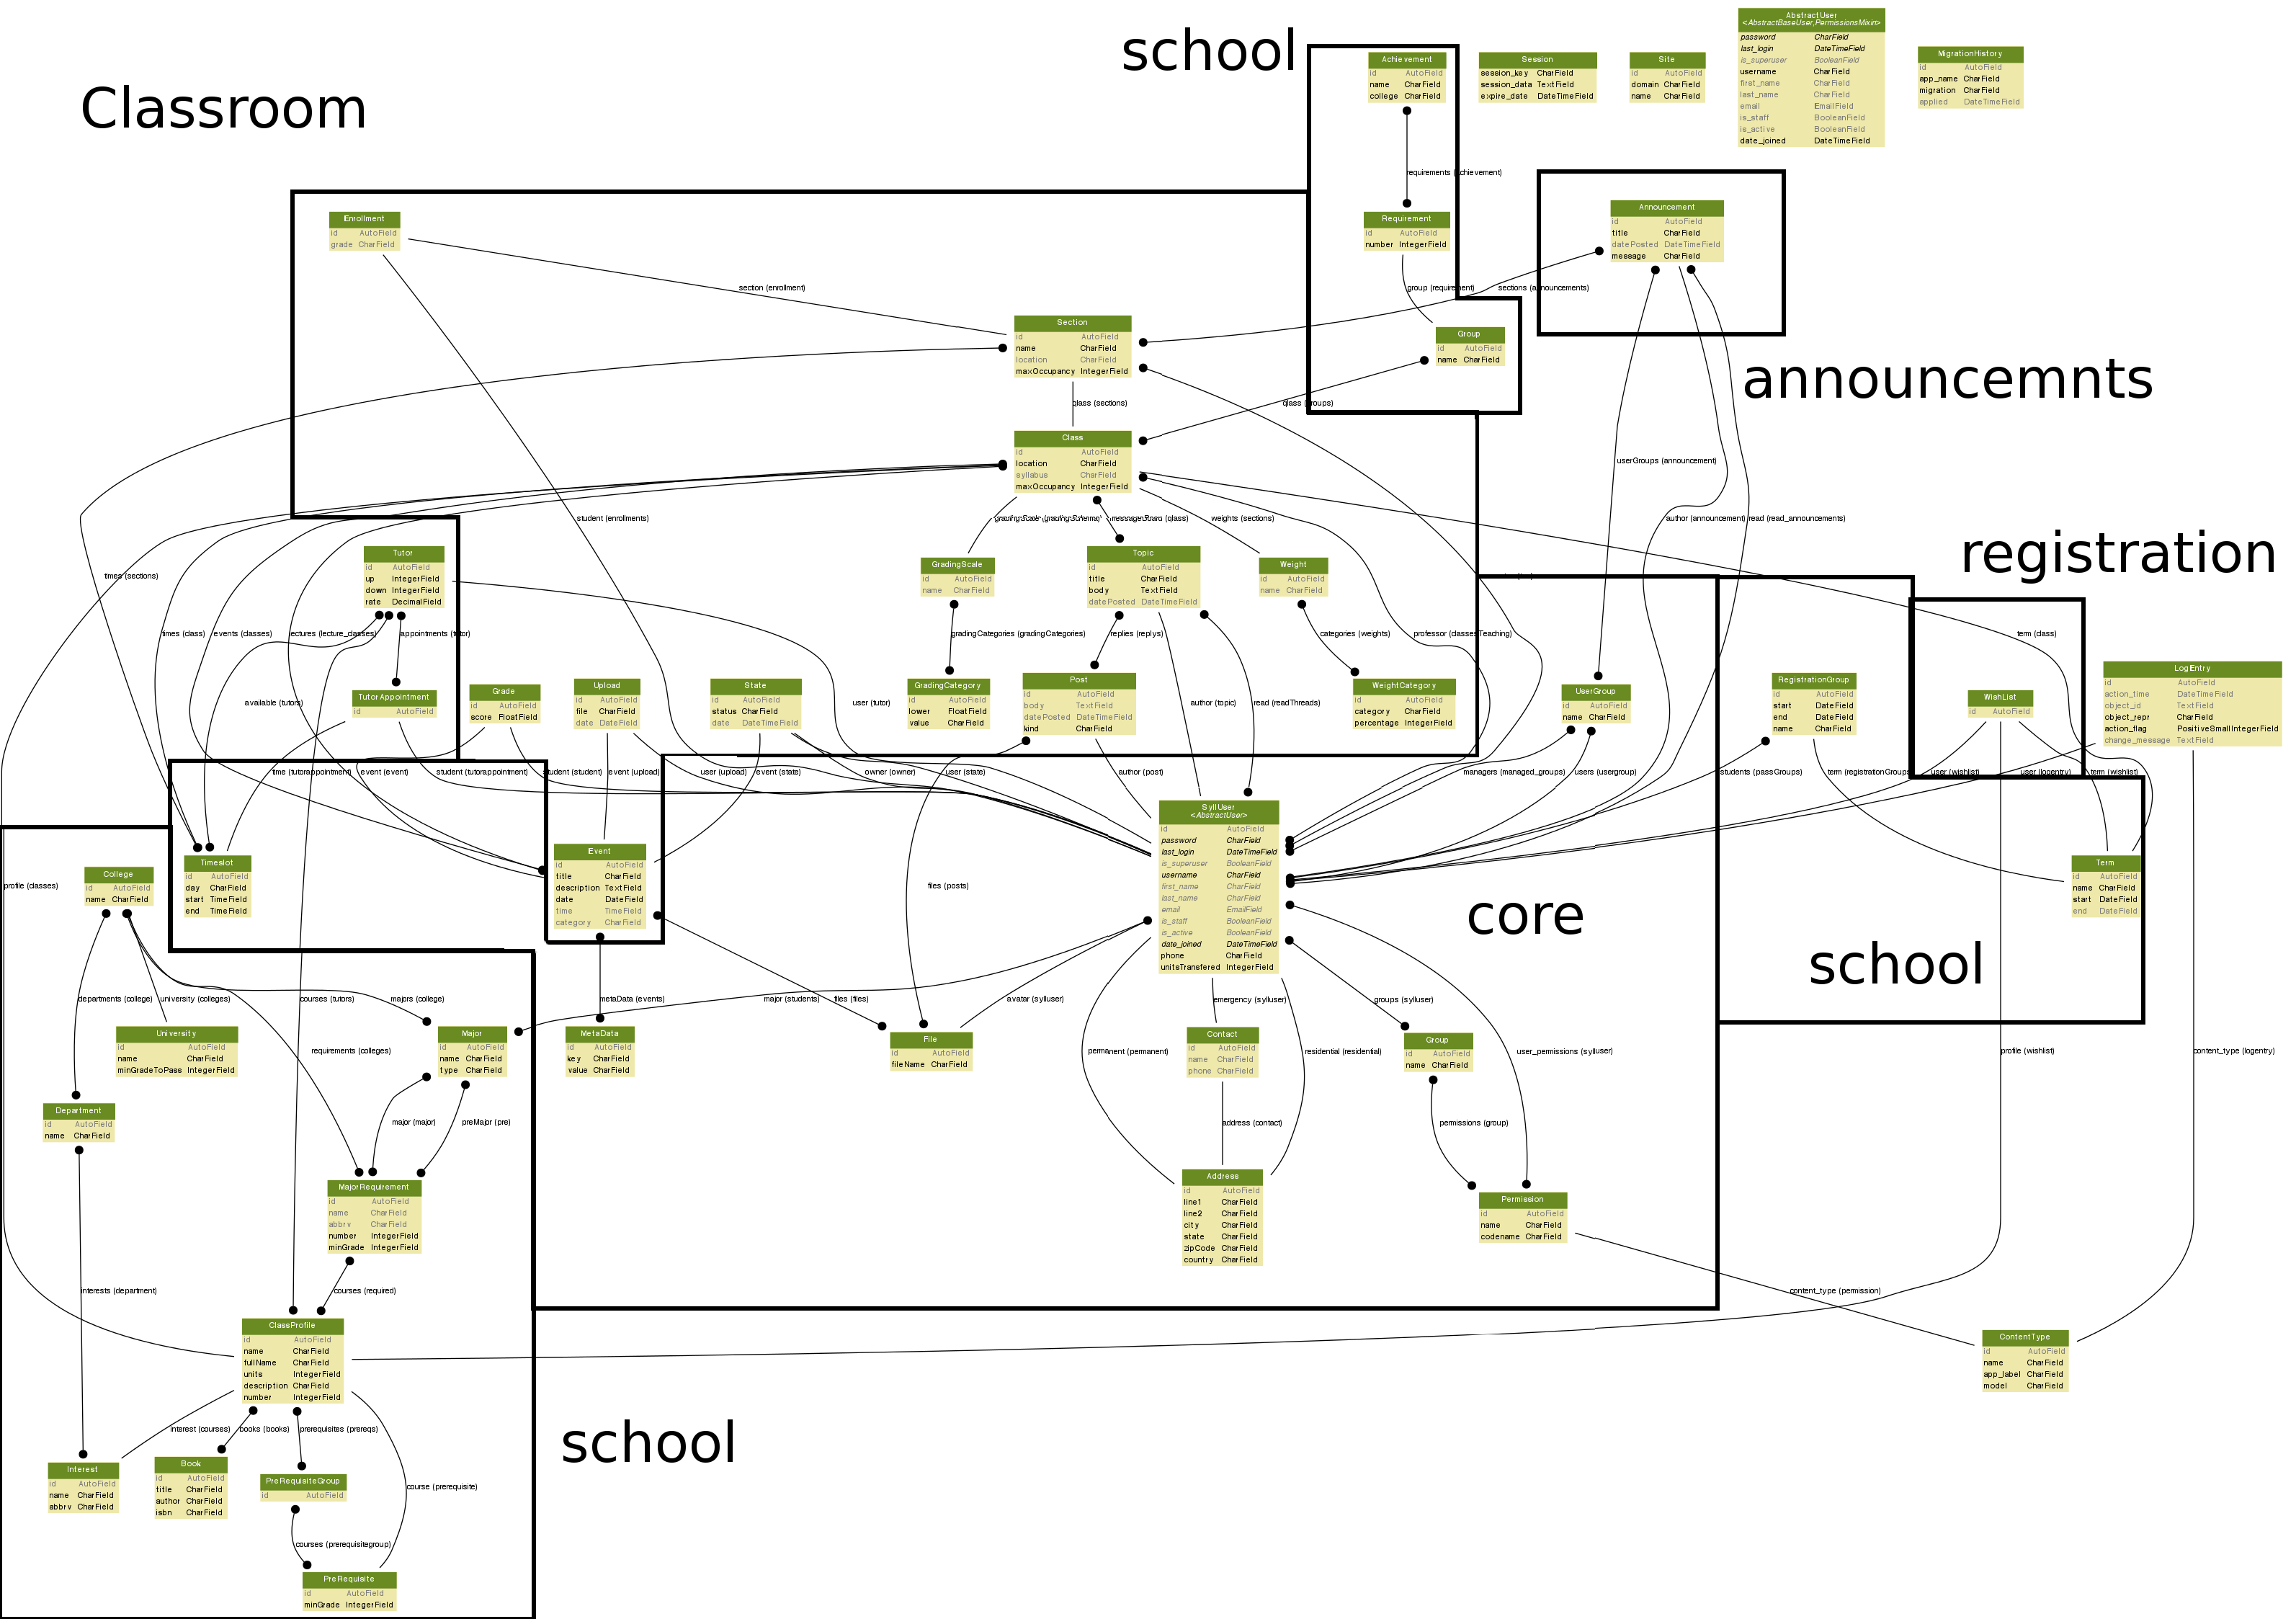 school
Classroom
announcemnts
registration
core
school
school
Achievement
id AutoField
name CharField
college CharField
Session
session_key CharField
session_data TextField
expire_date DateTimeField
Site
id AutoField
domain CharField
name CharField
AbstractUser
<AbstractBaseUser,PermissionsMixin>
password CharField
last_login DateTimeField
is_superuser BooleanField
username CharField
first_name CharField
last_name CharField
email EmailField
is_staff BooleanField
is_active BooleanField
date_joined DateTimeField
MigrationHistory
id AutoField
app_name CharField
migration CharField
applied DateTimeField
requirements (achievement)
Enrollment
id AutoField
grade CharField
Requirement
id AutoField
number IntegerField
Announcement
id AutoField
title CharField
datePosted DateTimeField
message CharField
section (enrollment)
group (requirement)
sections (announcements)
Section
id AutoField
name CharField
location CharField
maxOccupancy IntegerField
Group
id AutoField
name CharField
qlass (sections)
qlass (groups)
Class
id AutoField
location CharField
syllabus CharField
maxOccupancy IntegerField
userGroups (announcement)
student (enrollments)
messageBoard (qlass)
weights (sections)
author (announcement)
read (read_announcements)
Tutor
id AutoField
up IntegerField
down IntegerField
rate DecimalField
GradingScale
id AutoField
name CharField
Topic
id AutoField
title CharField
body TextField
datePosted DateTimeField
Weight
id AutoField
name CharField
times (sections)
times (class)
events (classes)
lectures (lecture_classes)
appointments (tutor)
gradingCategories (gradingCategories)
replies (replys)
categories (weights)
professor (classesTeaching)
term (class)
TutorAppointment
id AutoField
Grade
id AutoField
score FloatField
Upload
id AutoField
file CharField
date DateField
State
id AutoField
status CharField
date DateTimeField
GradingCategory
id AutoField
lower FloatField
value CharField
Post
id AutoField
body TextField
datePosted DateTimeField
kind CharField
WeightCategory
id AutoField
category CharField
percentage IntegerField
UserGroup
id AutoField
name CharField
RegistrationGroup
id AutoField
start DateField
end DateField
name CharField
WishList
id AutoField
LogEntry
id AutoField
action_time DateTimeField
object_id TextField
object_repr CharField
action_flag PositiveSmallIntegerField
change_message TextField
available (tutors)
user (tutor)
author (topic)
read (readThreads)
time (tutorappointment)
event (event)
student (tutorappointment)
student (student)
event (upload)
user (upload)
event (state)
owner (owner)
user (state)
author (post)
managers (managed_groups)
users (usergroup)
students (passGroups)
term (registrationGroups)
user (wishlist)
user (logentry)
term (wishlist)
SyllUser
<AbstractUser>
id AutoField
password CharField
last_login DateTimeField
is_superuser BooleanField
username CharField
first_name CharField
last_name CharField
email EmailField
is_staff BooleanField
is_active BooleanField
date_joined DateTimeField
phone CharField
unitsTransfered IntegerField
Event
id AutoField
title CharField
description TextField
date DateField
time TimeField
category CharField
College
id AutoField
name CharField
Timeslot
id AutoField
day CharField
start TimeField
end TimeField
Term
id AutoField
name CharField
start DateField
end DateField
profile (classes)
files (posts)
departments (college)
university (colleges)
courses (tutors)
majors (college)
metaData (events)
major (students)
files (files)
avatar (sylluser)
emergency (sylluser)
groups (sylluser)
University
id AutoField
name CharField
minGradeToPass IntegerField
Major
id AutoField
name CharField
type CharField
MetaData
id AutoField
key CharField
value CharField
File
id AutoField
fileName CharField
Contact
id AutoField
name CharField
phone CharField
Group
id AutoField
name CharField
requirements (colleges)
permanent (permanent)
residential (residential)
user_permissions (sylluser)
profile (wishlist)
content_type (logentry)
Department
id AutoField
name CharField
major (major)
preMajor (pre)
address (contact)
permissions (group)
MajorRequirement
id AutoField
name CharField
abbrv CharField
number IntegerField
minGrade IntegerField
Address
id AutoField
line1 CharField
line2 CharField
city CharField
state CharField
zipCode CharField
country CharField
Permission
id AutoField
name CharField
codename CharField
interests (department)
courses (required)
content_type (permission)
ClassProfile
id AutoField
name CharField
fullName CharField
units IntegerField
description CharField
number IntegerField
ContentType
id AutoField
name CharField
app_label CharField
model CharField
interest (courses)
books (books)
prerequisites (prereqs)
Interest
id AutoField
name CharField
abbrv CharField
Book
id AutoField
title CharField
author CharField
isbn CharField
PreRequisiteGroup
id AutoField
course (prerequisite)
school
courses (prerequisitegroup)
PreRequisite
id AutoField
minGrade IntegerField